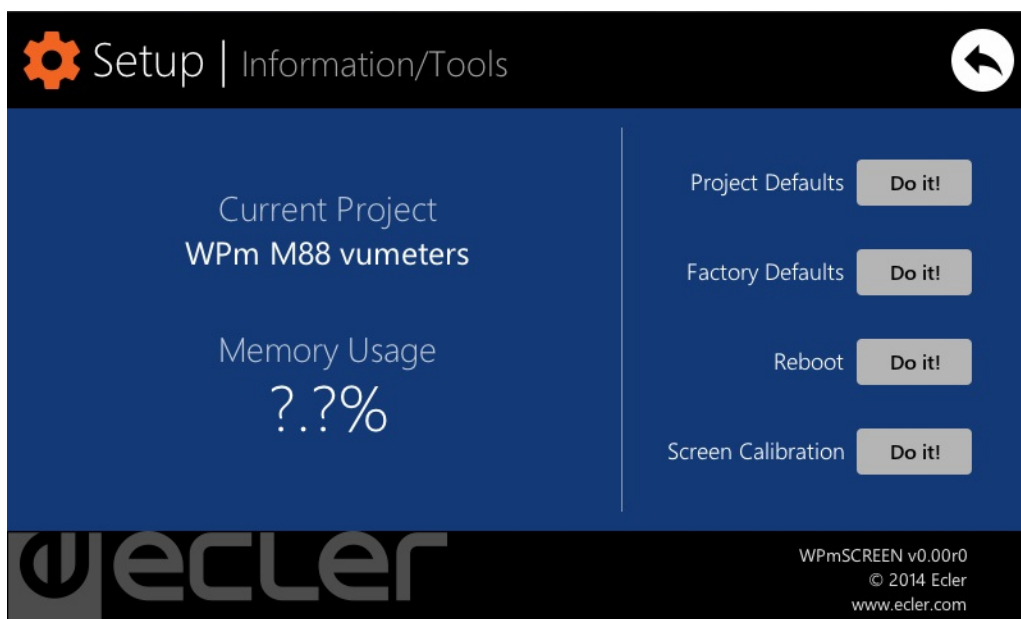 Setup | Information/Tools
Current Project
WPm M88 vumeters
Memory Usage
?.?%
Project Defaults Do it!
Factory Defaults Do it!
Reboot Do it!
Screen Calibration Do it!
ecler
WPmSCREEN v0.00r0
© 2014 Ecler
www.ecler.com